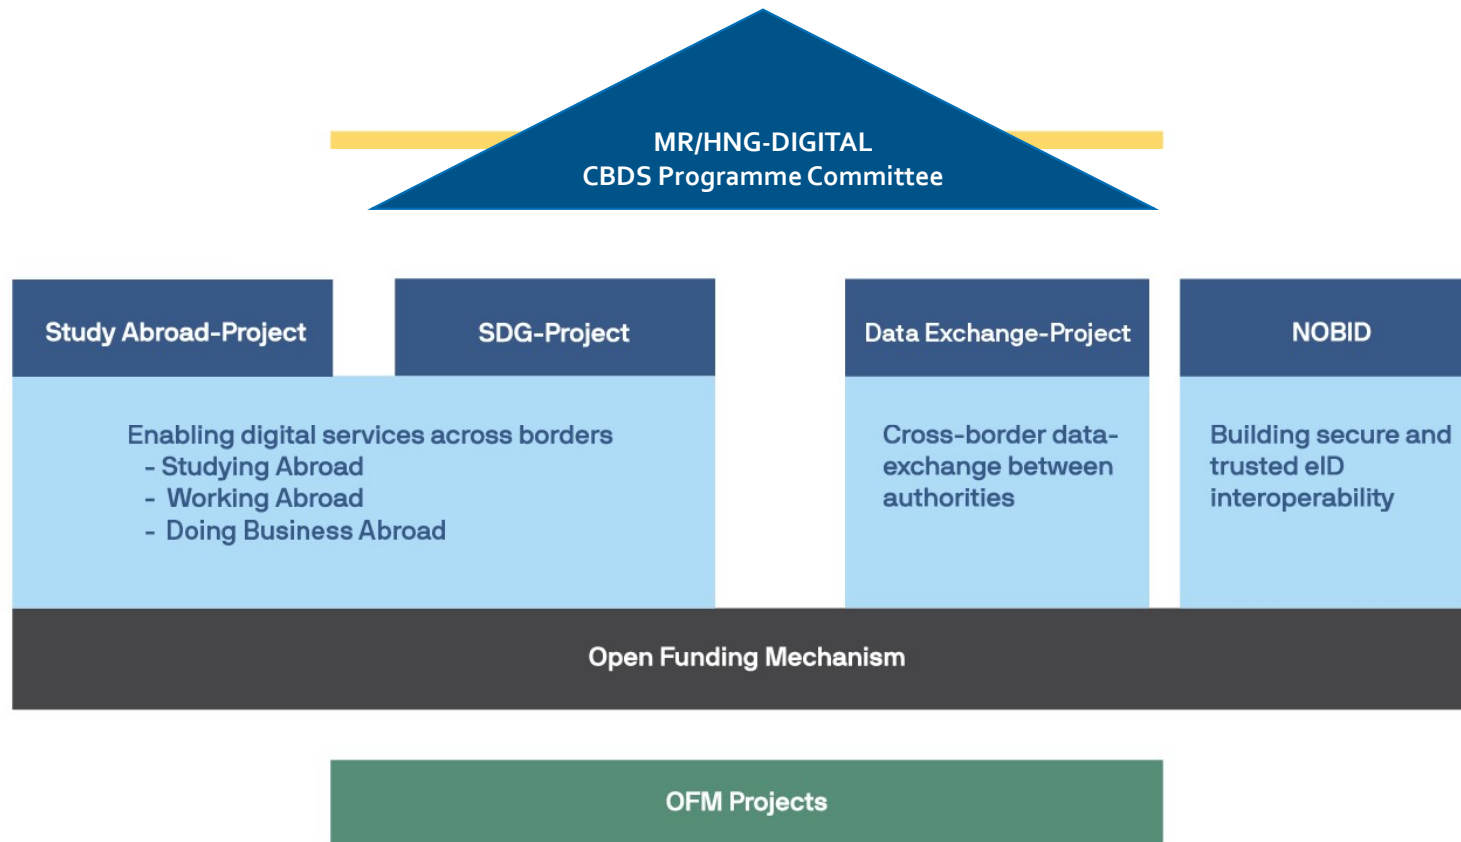 MR/HNG-DIGITAL
CBDS Programme Committee
Study Abroad-Project
SDG-Project
Data Exchange-Project
NOBID
Enabling digital services across borders
- Studying Abroad
- Working Abroad
- Doing Business Abroad
Cross-border data-
exchange between
authorities
Building secure and
trusted eID
interoperability
Open Funding Mechanism
OFM Projects